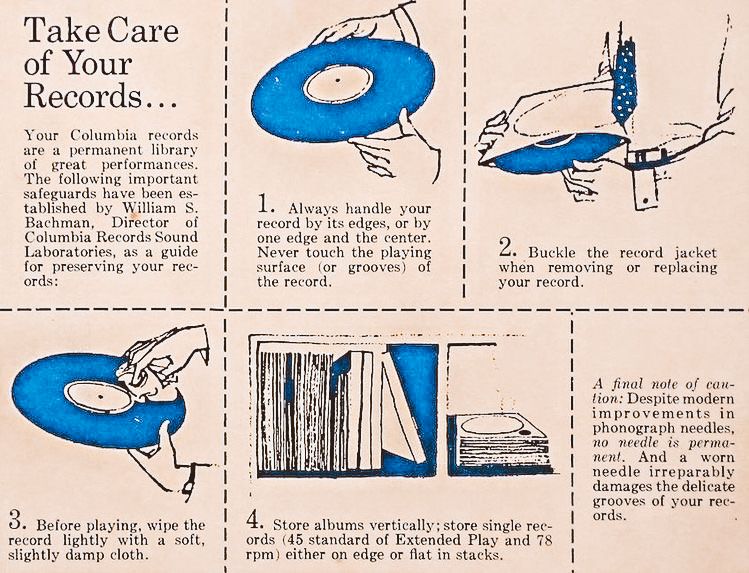 Take Care
of Your
Records...
Your Columbia records
are a permanent library
of great performances.
The following important
safeguards have been es-
tablished by William S.
Bachman, Director of
Columbia Records Sound
Laboratories, as a guide
for preserving your rec-
ords:
1. Always handle your
record by its edges, or by
one edge and the center.
Never touch the playing
surface (or grooves) of
the record.
2. Buckle the record jacket
when removing or replacing
your record.
3. Before playing, wipe the
record lightly with a soft,
slightly damp cloth.
4. Store albums vertically; store single rec-
ords (45 standard of Extended Play and 78
rpm) either on edge or flat in stacks.
A final note of cau-
tion: Despite modern
improvements in
phonograph needles,
no needle is perma-
nent. And a worn
needle irreparably
damages the delicate
grooves of your rec-
ords.